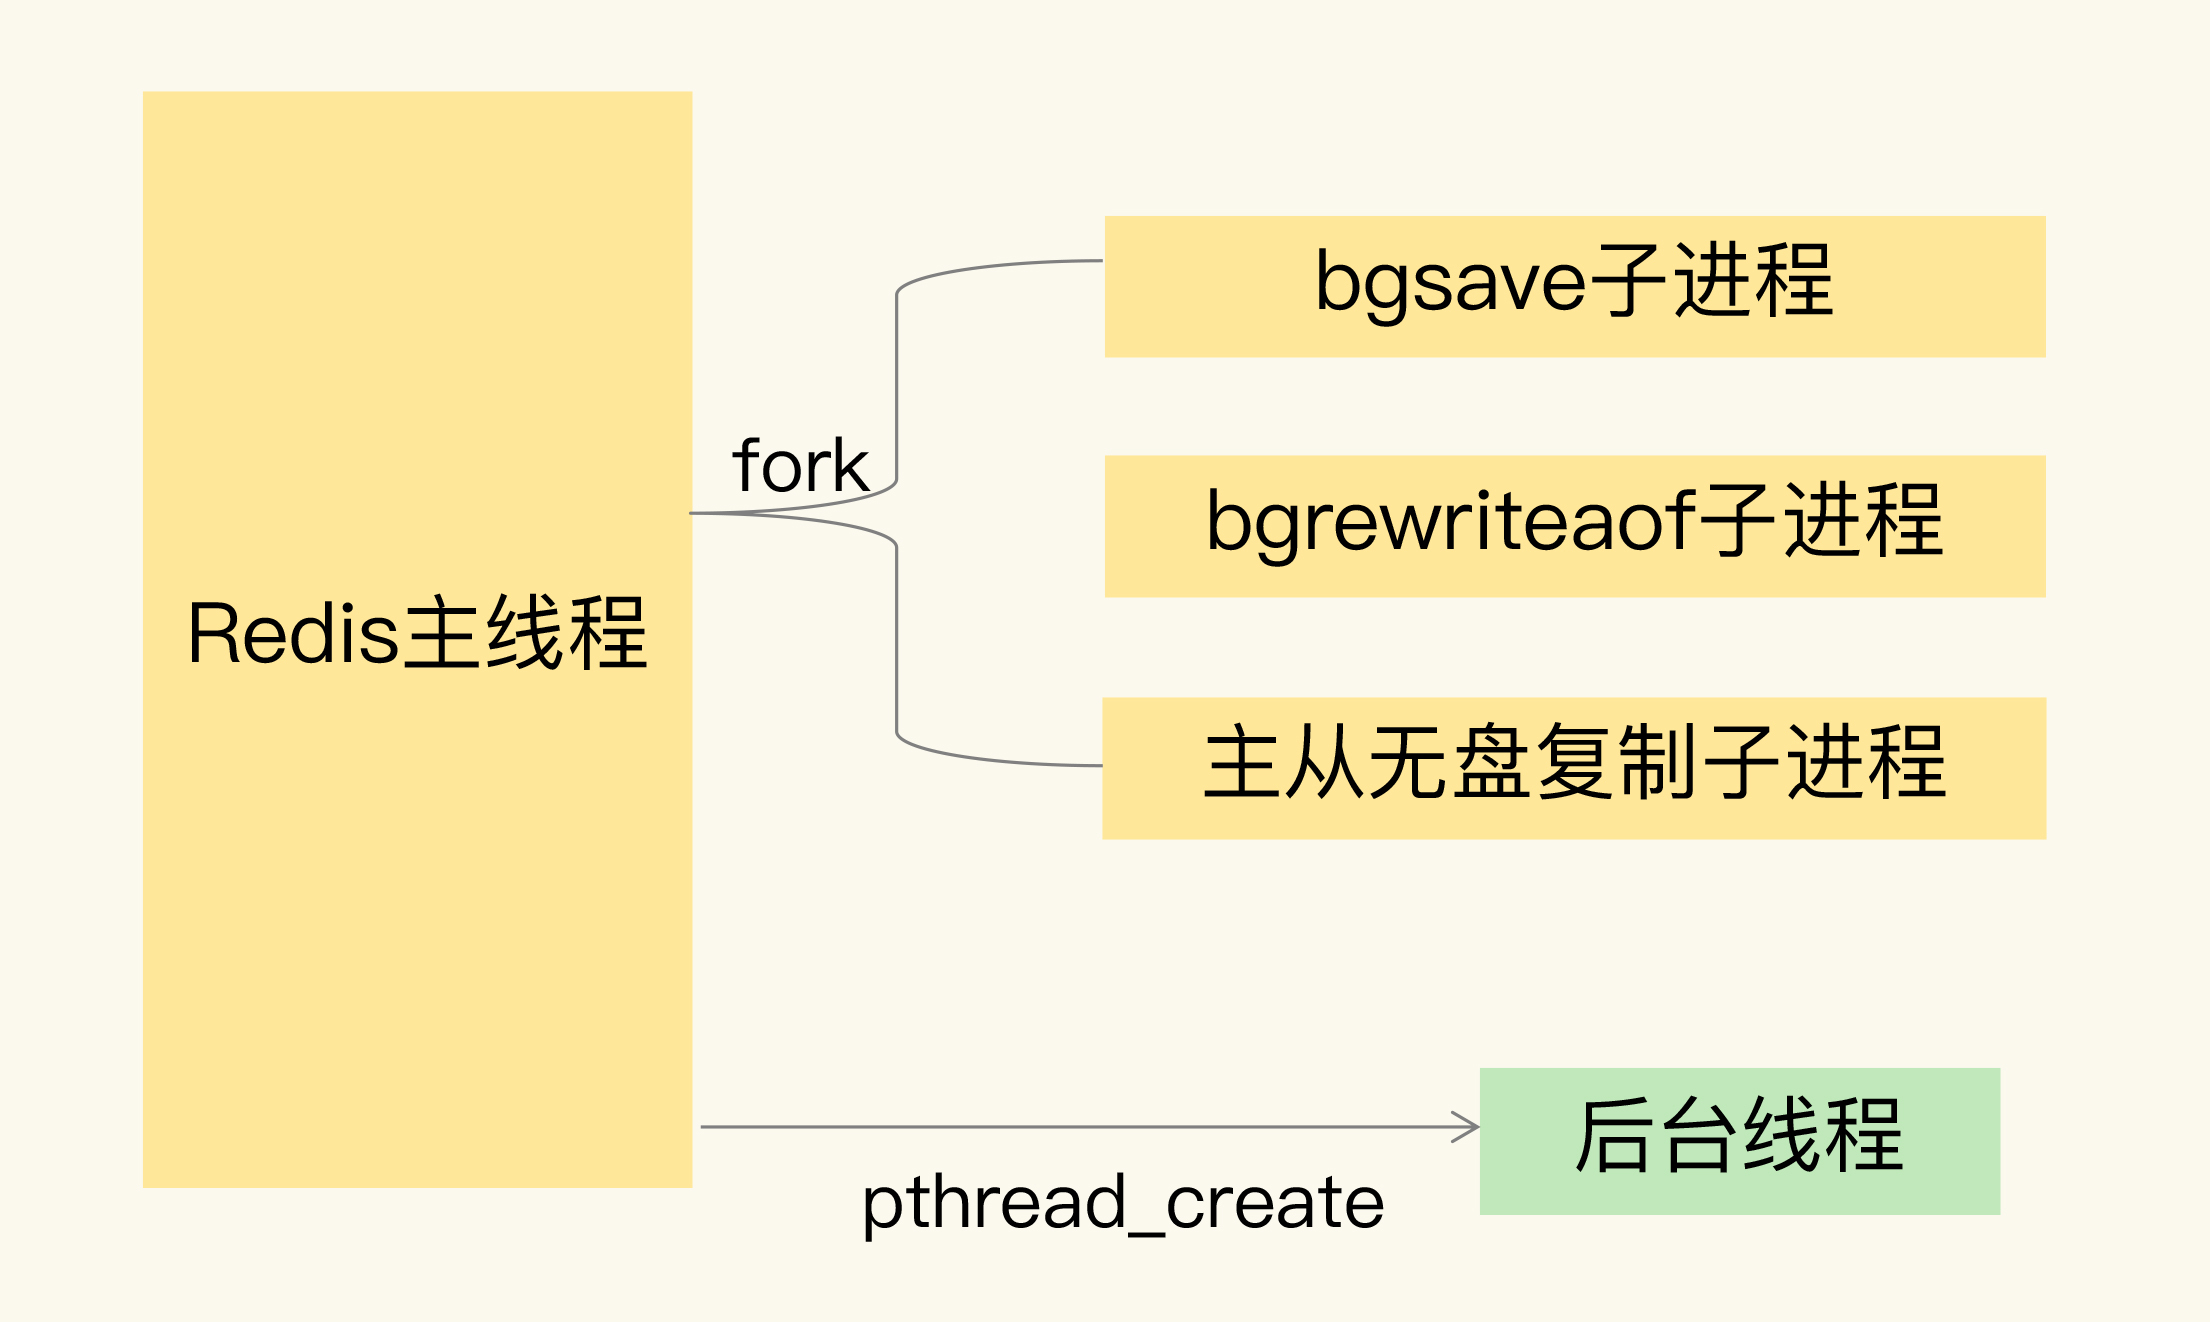 Redis主线程
fork
bgsave子进程
bgrewriteaof子进程
主从无盘复制子进程
pthread_create
后台线程